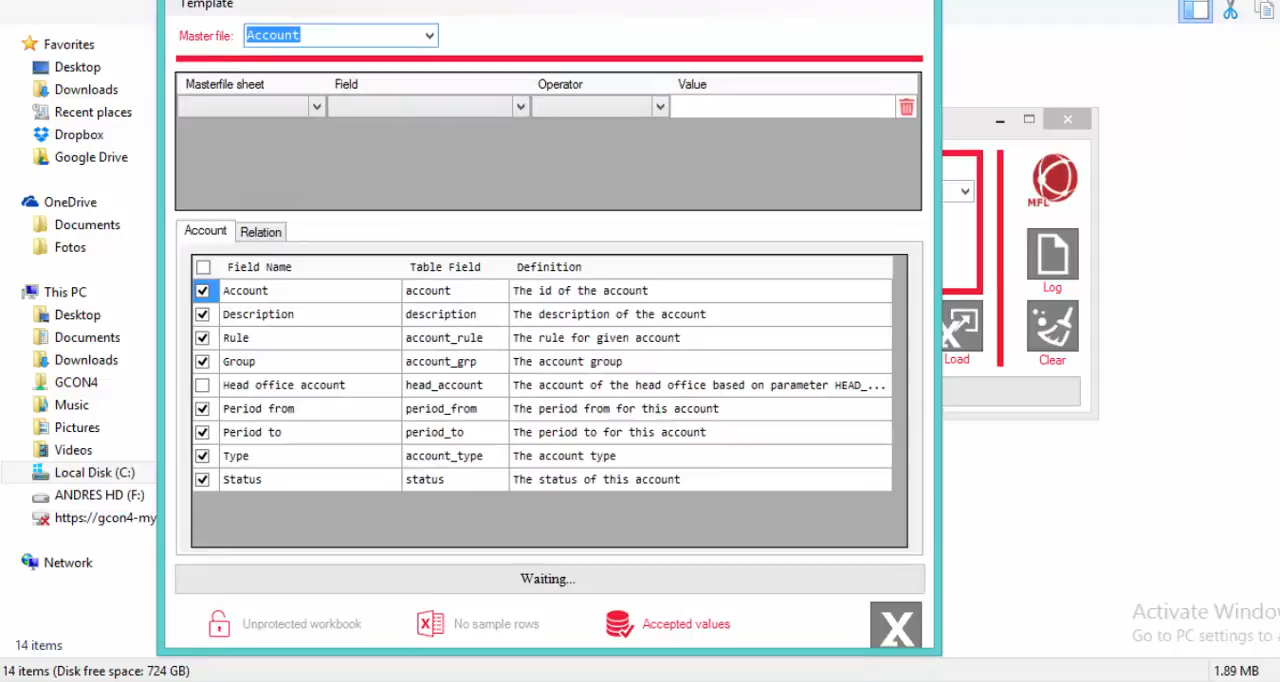 Template
Favorites
Desktop
Downloads
Recent places
Dropbox
Google Drive
OneDrive
Documents
Fotos
This PC
Desktop
Documents
Downloads
GCON4
Music
Pictures
Videos
Local Disk (C:)
ANDRES HD (F:)
https://gcon4-my
Network
14 items
14 items (Disk free space: 724 GB)
Master file: Account
Masterfile sheet Field Operator Value
Account Relation
Field Name Table Field Definition
Account account The id of the account
Description description The description of the account
Rule account_rule The rule for given account
Group account_grp The account group
Head office account head_account The account of the head office based on parameter HEAD_...
Period from period_from The period from for this account
Period to period_to The period to for this account
Type account_type The account type
Status status The status of this account
Waiting...
Unprotected workbook No sample rows Accepted values
X
MFL
Log
Load Clear
Activate Windo
Go to PC settings to a
1.89 MB